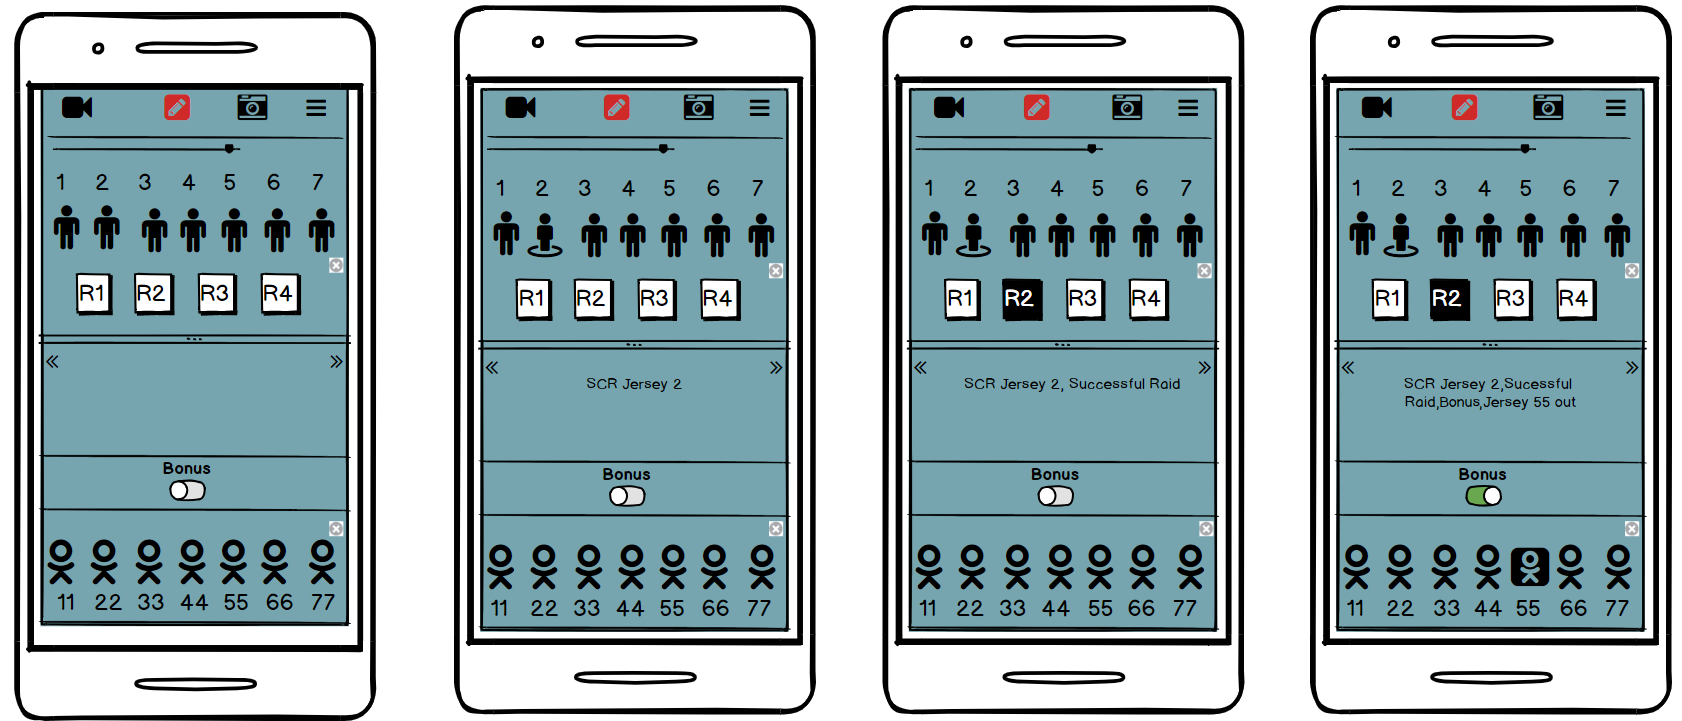 1 2 3 4 5 6 7
R1 R2 R3 R4
Bonus
11 22 33 44 55 66 77
1 2 3 4 5 6 7
R1 R2 R3 R4
SCR Jersey 2
Bonus
11 22 33 44 55 66 77
1 2 3 4 5 6 7
R1 R2 R3 R4
SCR Jersey 2, Successful Raid
Bonus
11 22 33 44 55 66 77
1 2 3 4 5 6 7
R1 R2 R3 R4
SCR Jersey 2,Sucessful
Raid,Bonus,Jersey 55 out
Bonus
11 22 33 44 55 66 77